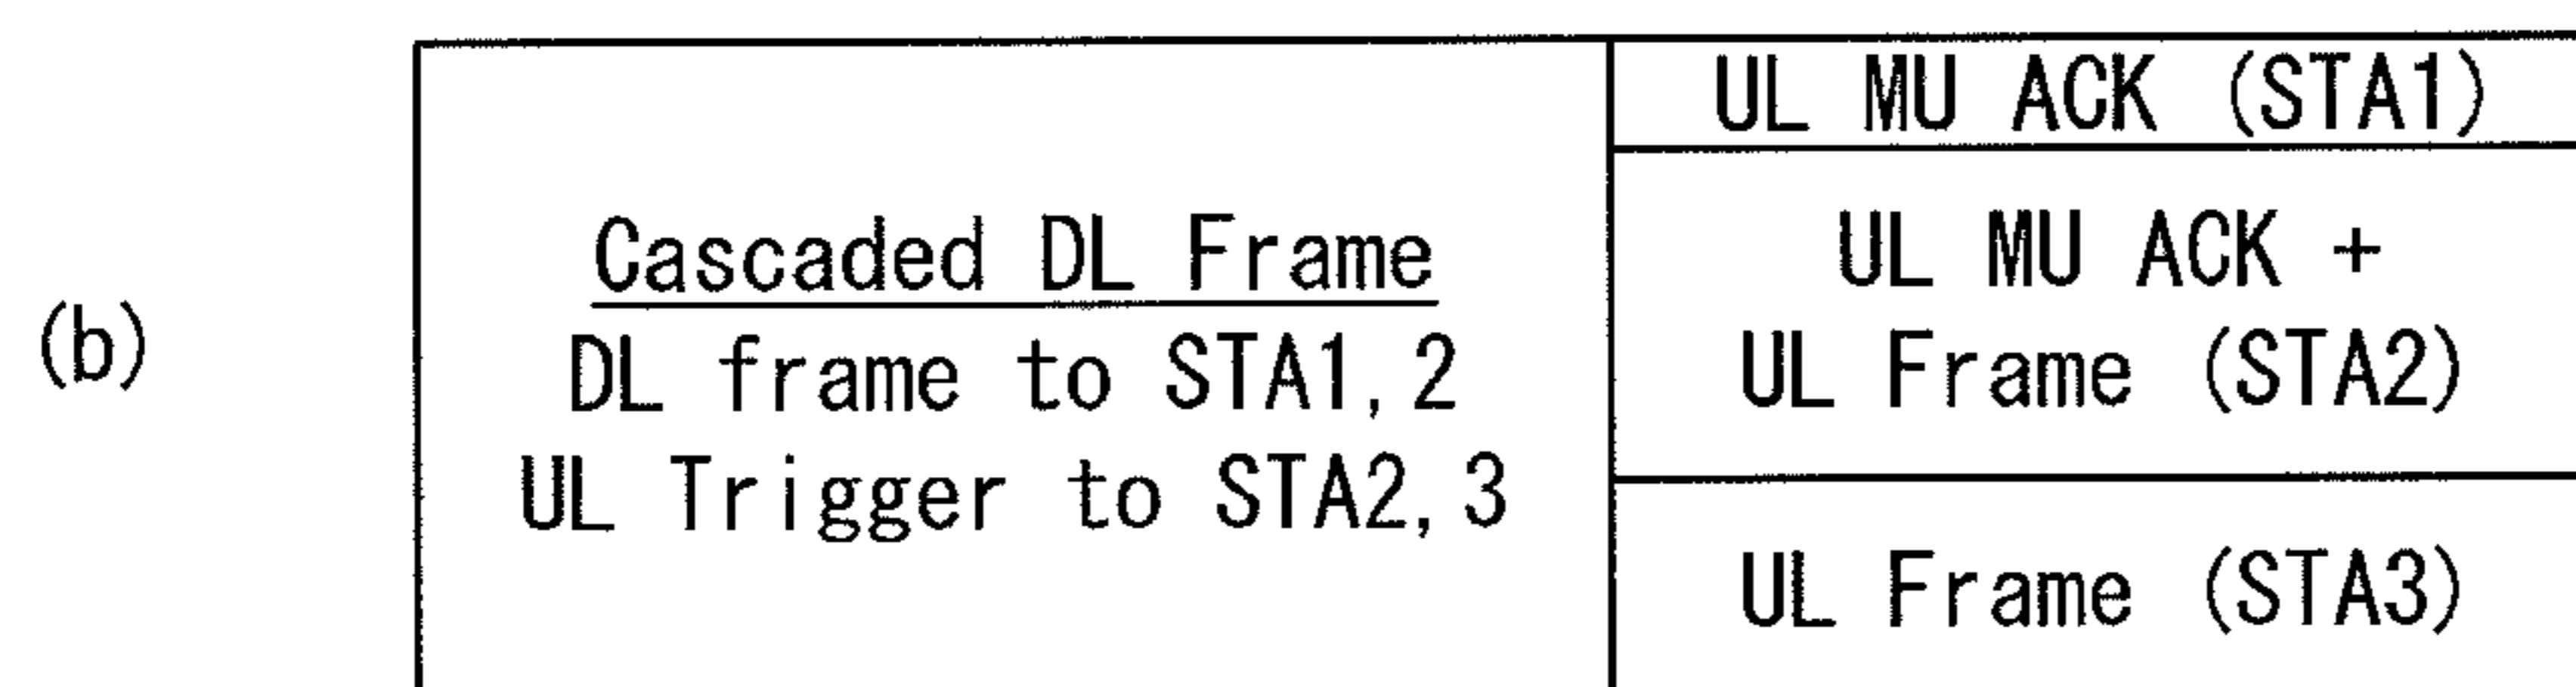 (b)
Cascaded DL Frame
DL frame to STA1,2
UL Trigger to STA2,3
UL MU ACK (STA1)
UL MU ACK +
UL Frame (STA2)
UL Frame (STA3)